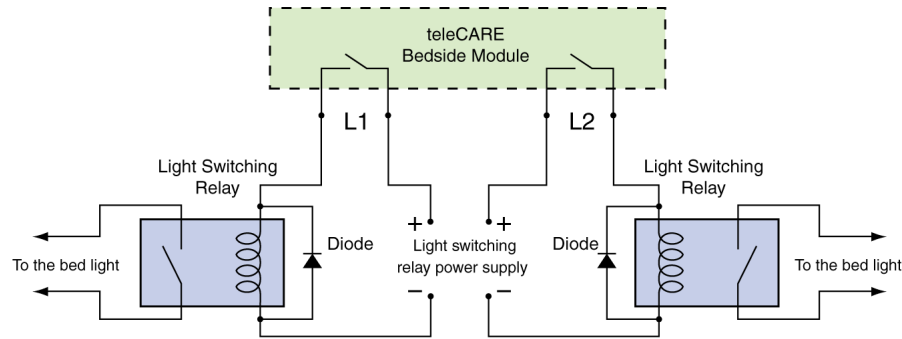 teleCARE
Bedside Module
L1
L2
Light Switching
Relay
Light Switching
Relay
+
+
Diode
Light switching
relay power supply
Diode
To the bed light
To the bed light
−
−